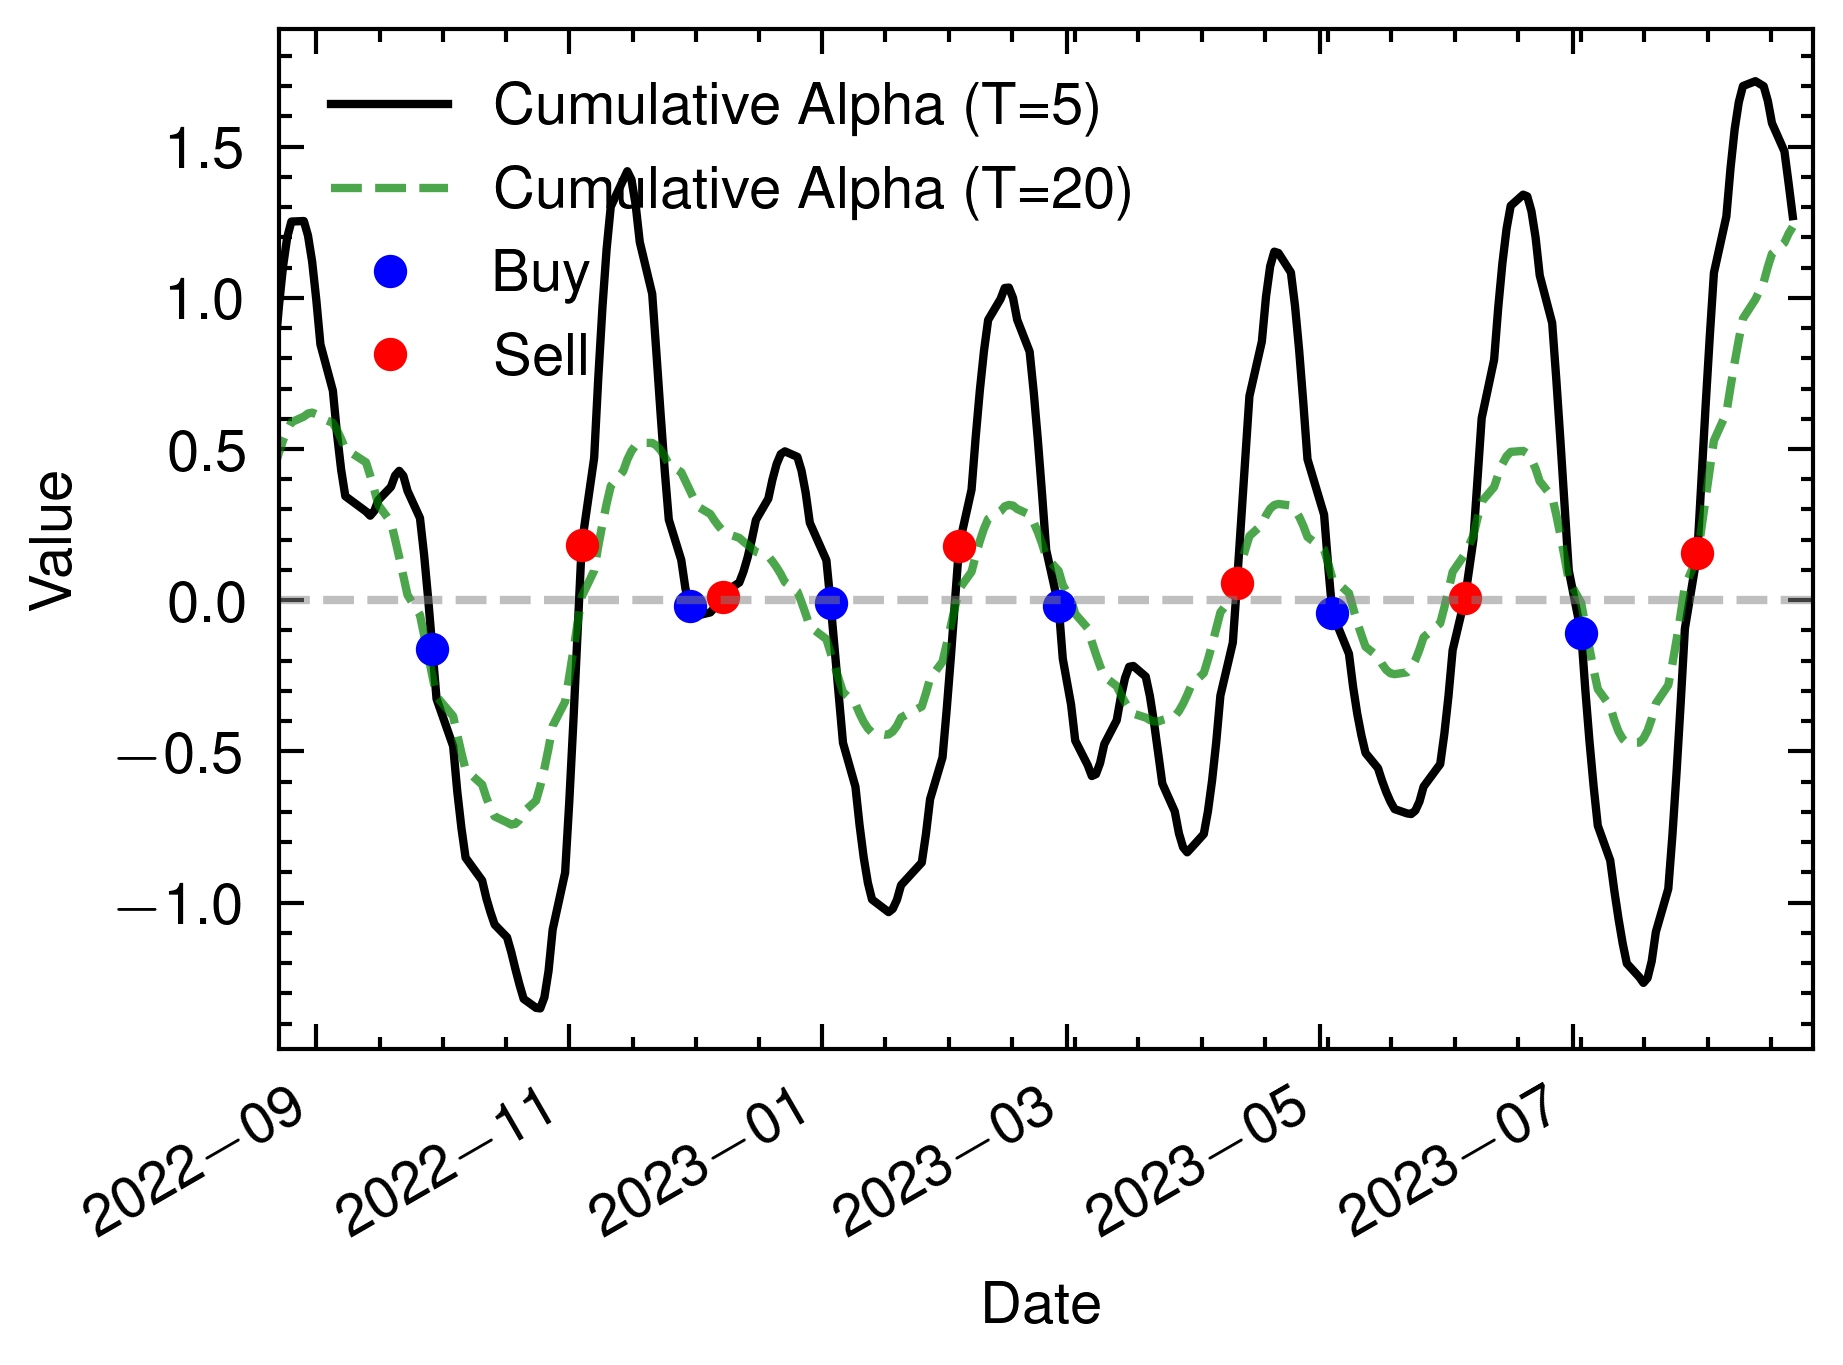 Cumulative Alpha (T=5)
Cumulative Alpha (T=20)
Buy
Sell
Value
1.5
1.0
0.5
0.0
−0.5
−1.0
2022−09
2022−11
2023−01
2023−03
2023−05
2023−07
Date